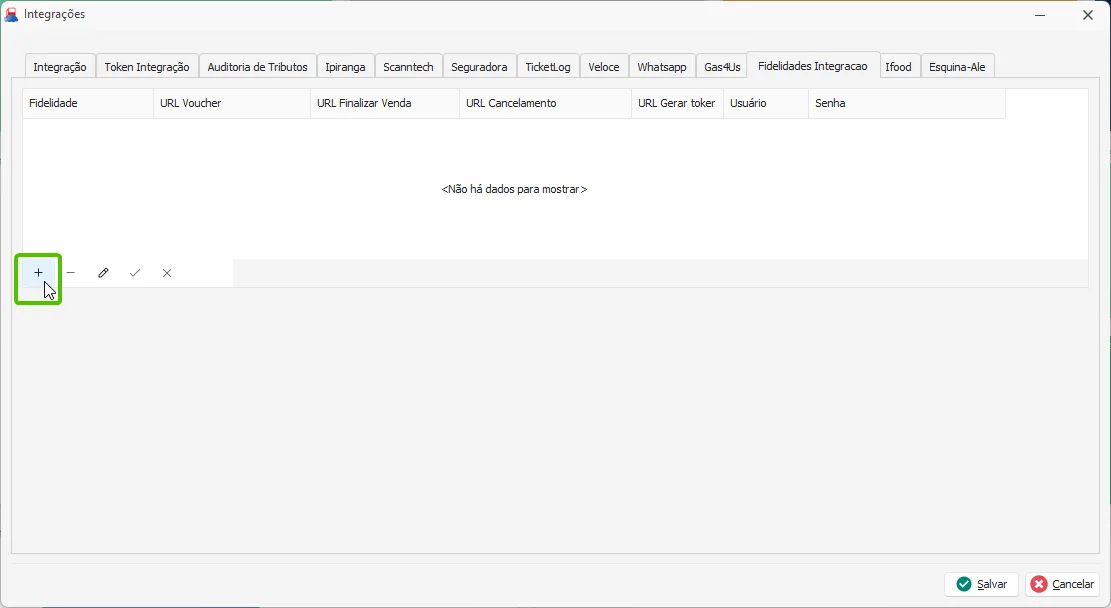 Integrações
Integração Token Integração Auditoria de Tributos Ipiranga Scanntech Seguradora TicketLog Veloce Whatsapp Gas4Us Fidelidades Integracao Ifood Esquina-Ale
Fidelidade URL Voucher URL Finalizar Venda URL Cancelamento URL Gerar toker Usuário Senha
<Não há dados para mostrar>
Salvar Cancelar